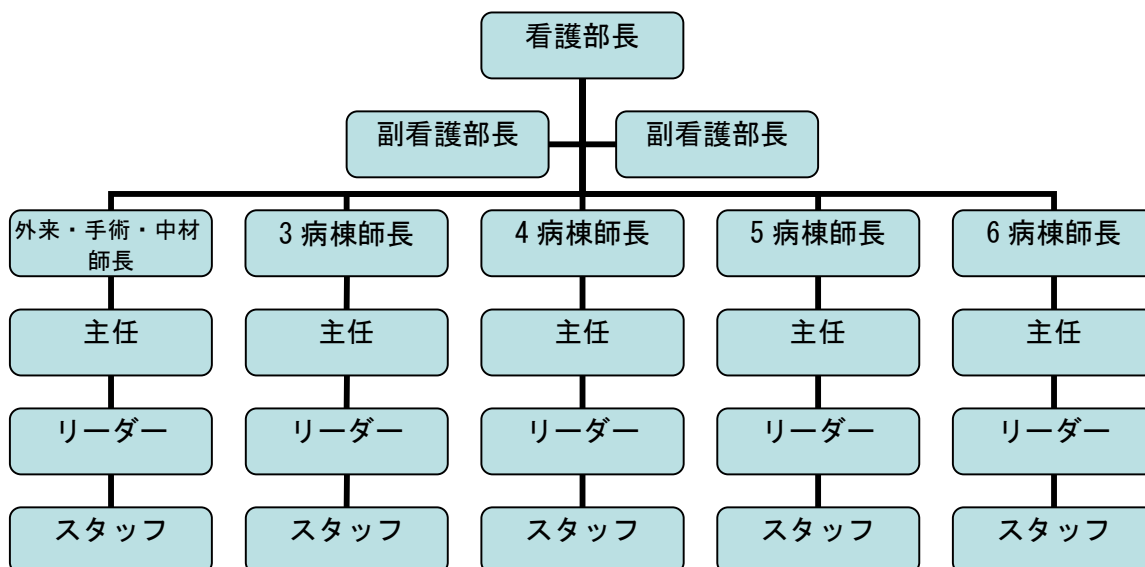 看護部長
副看護部長
副看護部長
外来・手術・中材
師長
3 病棟師長
4 病棟師長
5 病棟師長
6 病棟師長
主任
主任
主任
主任
主任
リーダー
リーダー
リーダー
リーダー
リーダー
スタッフ
スタッフ
スタッフ
スタッフ
スタッフ